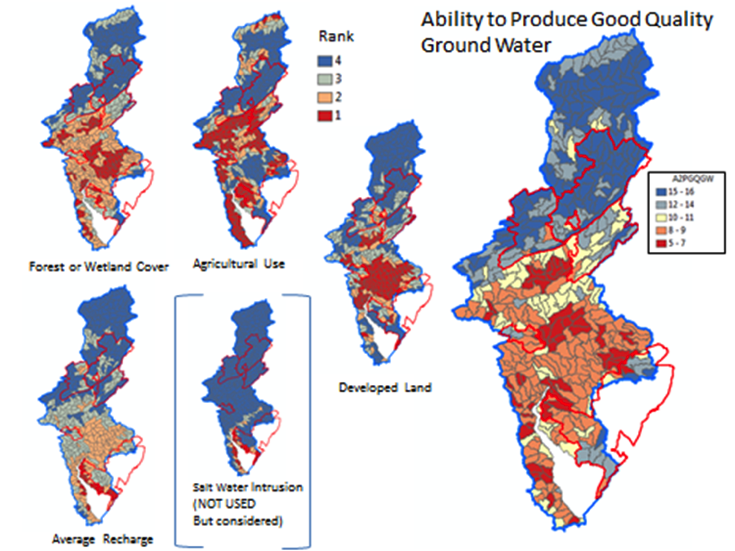 Ability to Produce Good Quality
Ground Water
Rank
4
3
2
1
A2PGQGW
15 - 16
12 - 14
10 - 11
8 - 9
5 - 7
Forest or Wetland Cover
Agricultural Use
Developed Land
Average Recharge
Salt Water Intrusion
(NOT USED
But considered)